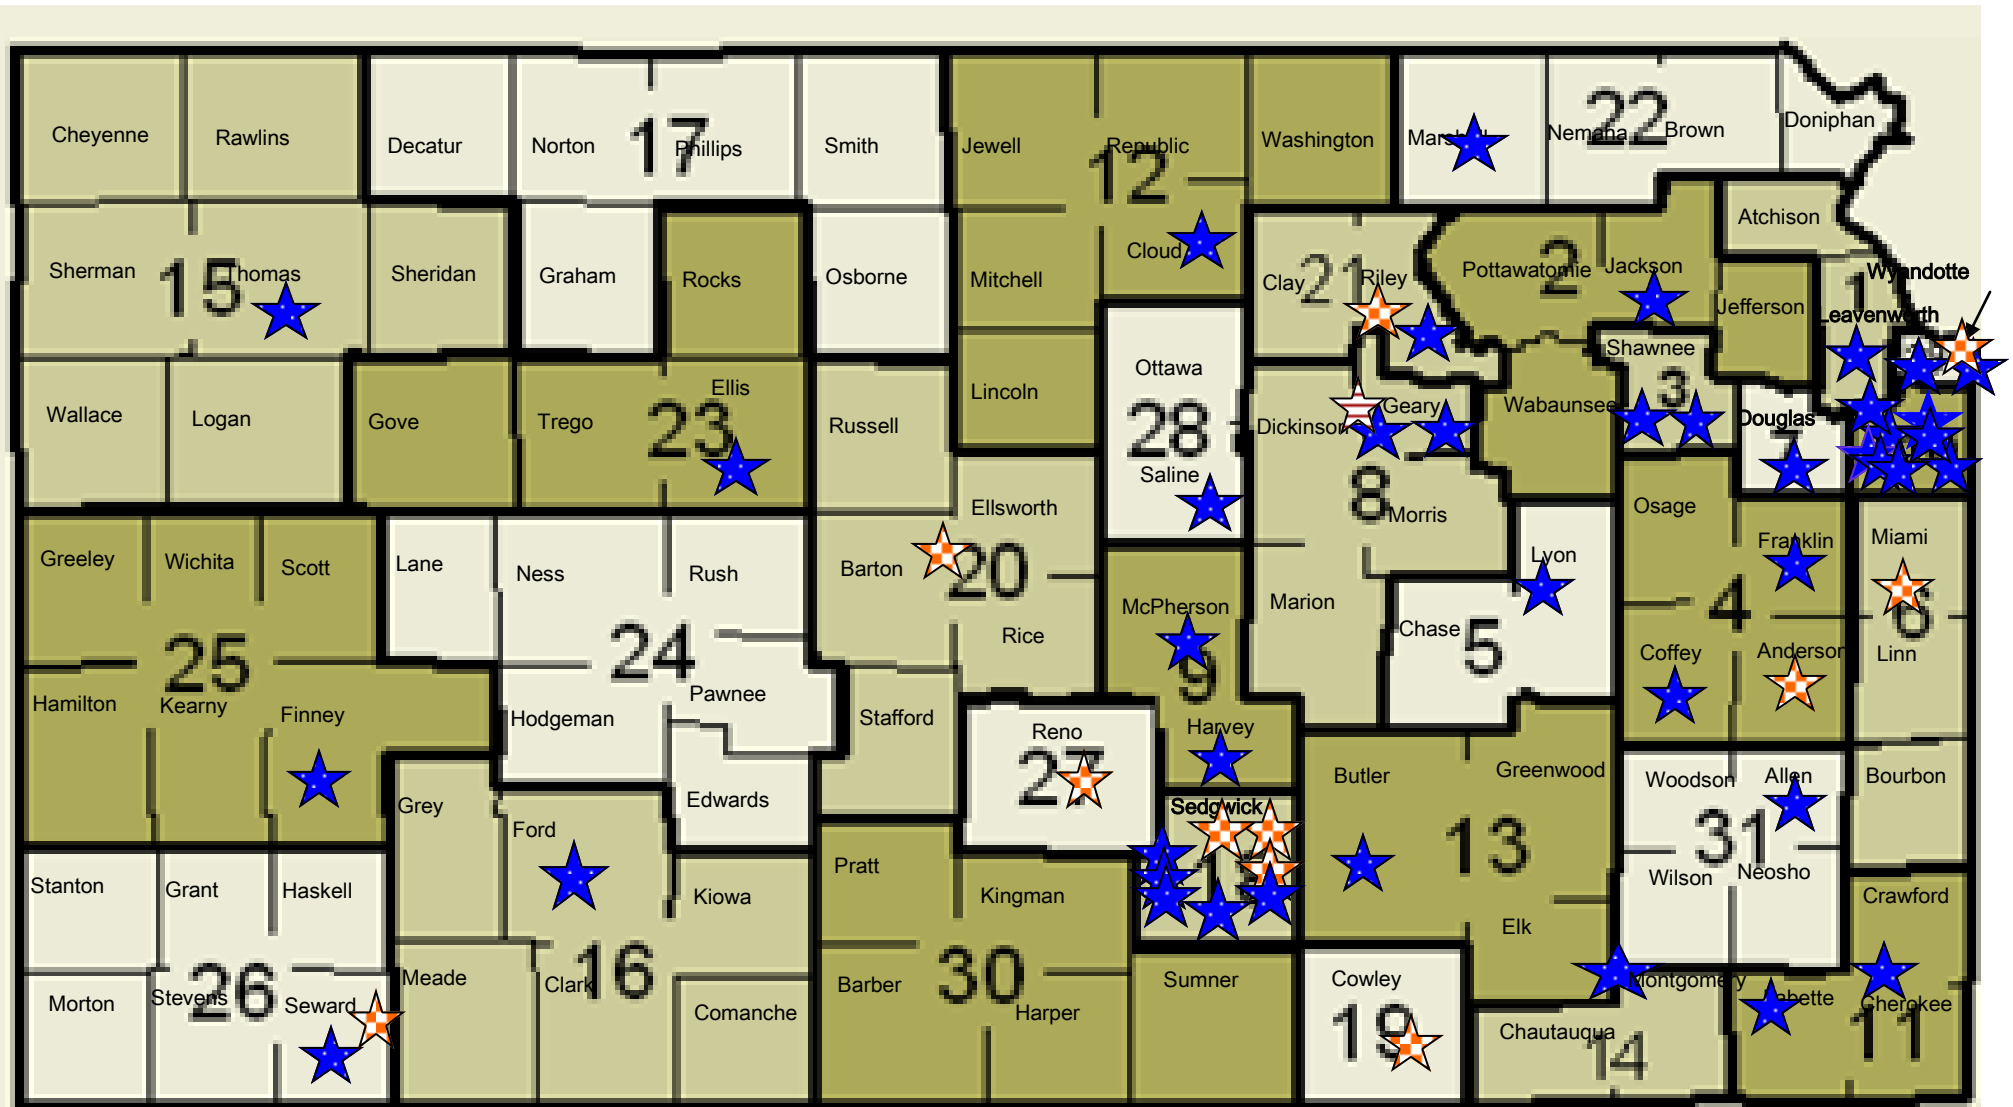 Cheyenne
Rawlins
Decatur
Norton
17
Phillips
Smith
Jewell
Republic
12
Washington
Marshall
Nemaha
22
Brown
Doniphan
Atchison
Sherman
15
Thomas
Sheridan
Graham
Rocks
Osborne
Mitchell
Cloud
Clay
21
Riley
Pottawatomie
2
Jackson
Jefferson
1
Wyandotte
Leavenworth
Wallace
Logan
Gove
Trego
23
Ellis
Russell
Lincoln
Ottawa
28
Saline
Dickinson
Geary
Wabaunsee
Shawnee
3
Douglas
7
8
Morris
Greeley
Wichita
Scott
Lane
Ness
Rush
Barton
Ellsworth
20
Rice
McPherson
9
Marion
Lyon
Chase
5
Osage
Franklin
4
Miami
6
25
24
Hamilton
Kearny
Finney
Hodgeman
Pawnee
Stafford
Reno
27
Harvey
Coffey
Anderson
Linn
Grey
Ford
Edwards
Sedgwick
Butler
Greenwood
13
Woodson
Allen
31
Bourbon
Stanton
Grant
Haskell
Kiowa
Pratt
Kingman
Elk
Wilson
Neosho
Crawford
Morton
Stevens
26
Seward
Meade
Clark
16
Comanche
Barber
30
Harper
Sumner
Cowley
19
Chautauqua
14
Montgomery
Labette
Cherokee
11